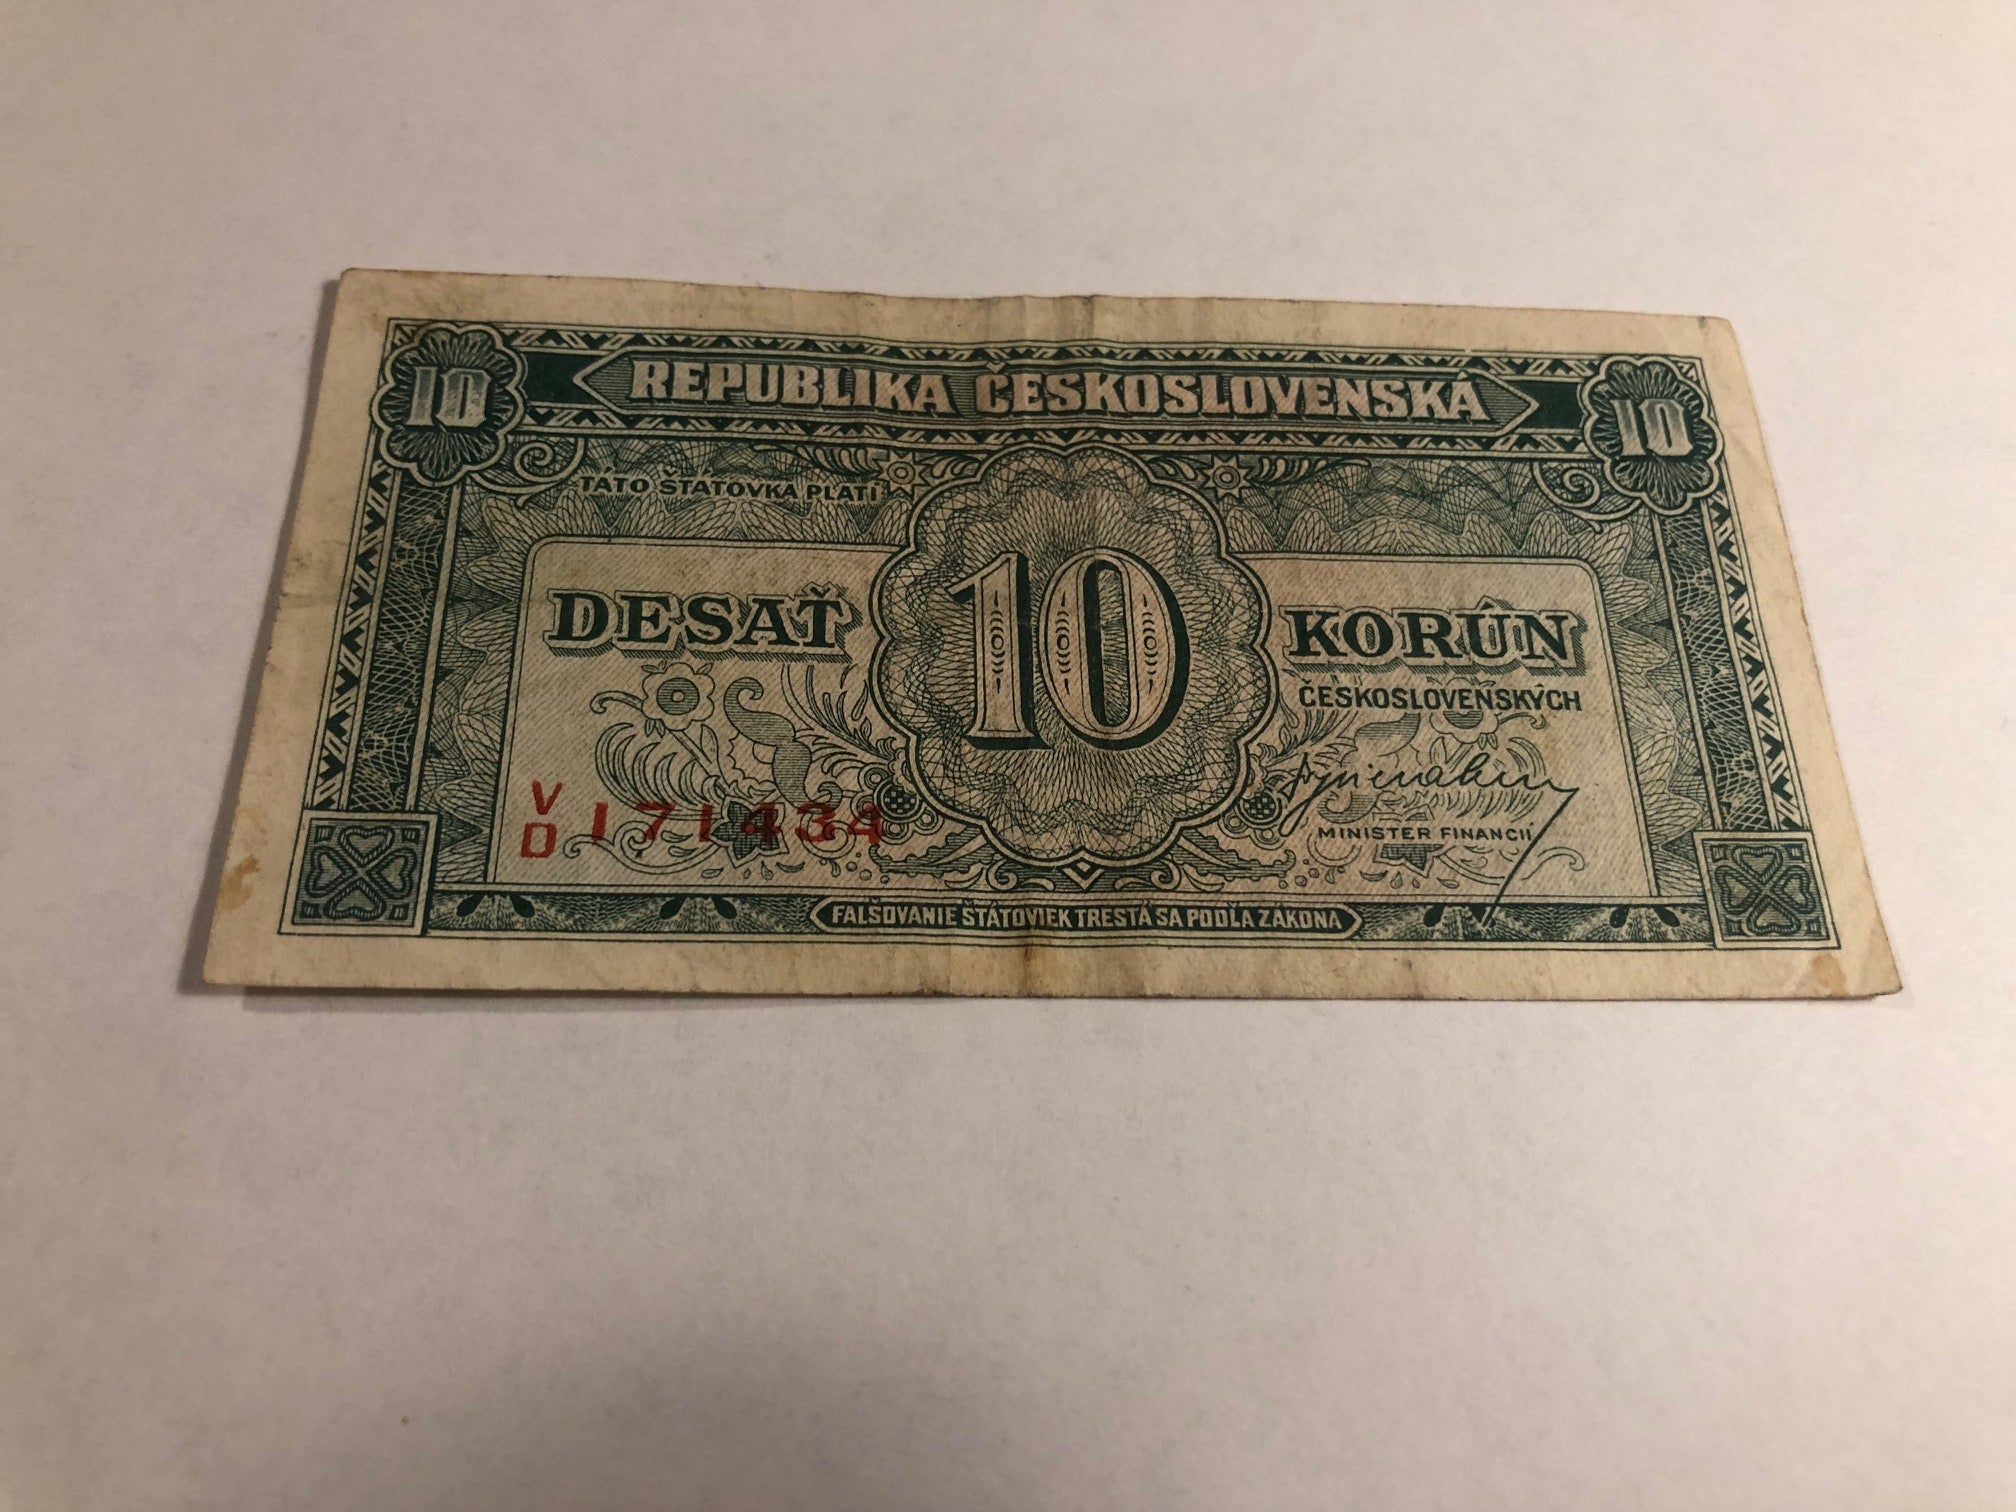 10 REPUBLIKA ČESKOSLOVENSKÁ 10
TÁTO ŠTÁTOVKA PLATÍ
DESAŤ 10 KORÚN
ČESKOSLOVENSKÝCH
V
D 171434
MINISTER FINANCIÍ
FALŠOVANIE ŠTÁTOVIEK TRESTÁ SA PODĽA ZÁKONA